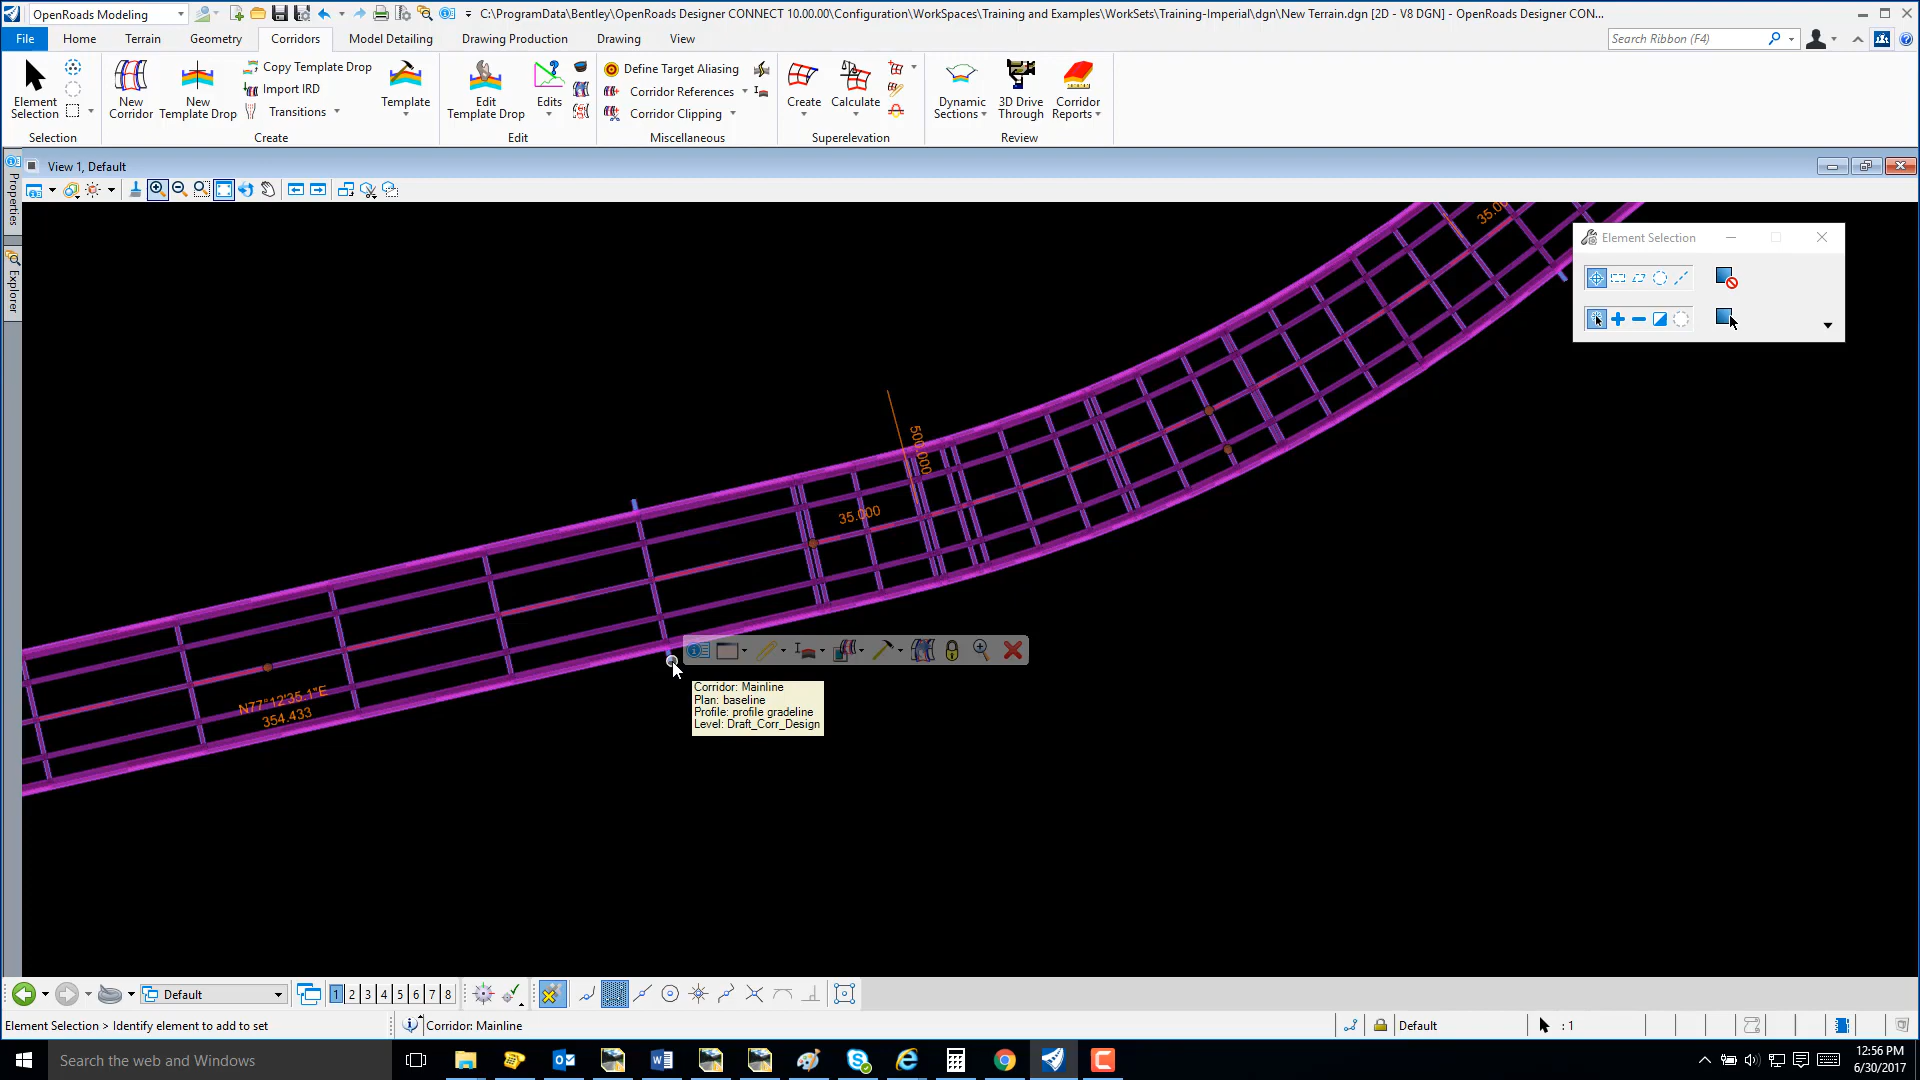 OpenRoads Modeling
C:\ProgramData\Bentley\OpenRoads Designer CONNECT 10.00.00\Configuration\WorkSpaces\Training and Examples\WorkSets\Training-Imperial\dgn\New Terrain.dgn [2D - V8 DGN] - OpenRoads Designer CON...
File
Home
Terrain
Geometry
Corridors
Model Detailing
Drawing Production
Drawing
View
Search Ribbon (F4)
Element Selection
Selection
New Corridor
New Template Drop
Copy Template Drop
Import IRD
Transitions
Template
Create
Edit Template Drop
Edits
Edit
Define Target Aliasing
Corridor References
Corridor Clipping
Miscellaneous
Create
Calculate
Superelevation
Dynamic Sections
3D Drive Through
Corridor Reports
Review
View 1, Default
Properties
Explorer
Element Selection
35.00
500.000
35.000
N77°12'35.1"E
354.433
Corridor: Mainline
Plan: baseline
Profile: profile gradeline
Level: Draft_Corr_Design
Default
1 2 3 4 5 6 7 8
Element Selection > Identify element to add to set
Corridor: Mainline
Default
: 1
Search the web and Windows
12:56 PM
6/30/2017